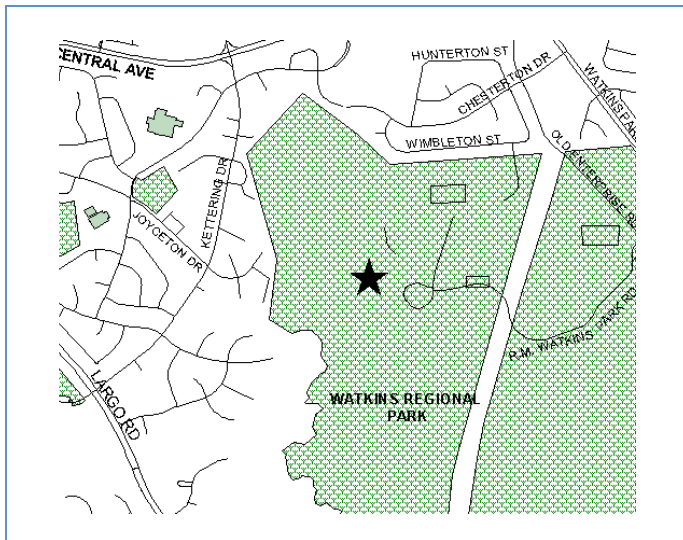 CENTRAL AVE
HUNTERTON ST
CHESTERTON DR
WATKINS PAR
WIMBLETON ST
OLD ENTERPRISE RD
KETTERING DR
JOYCETON DR
R.M. WATKINS PARK RD
LARGO RD
WATKINS REGIONAL
PARK